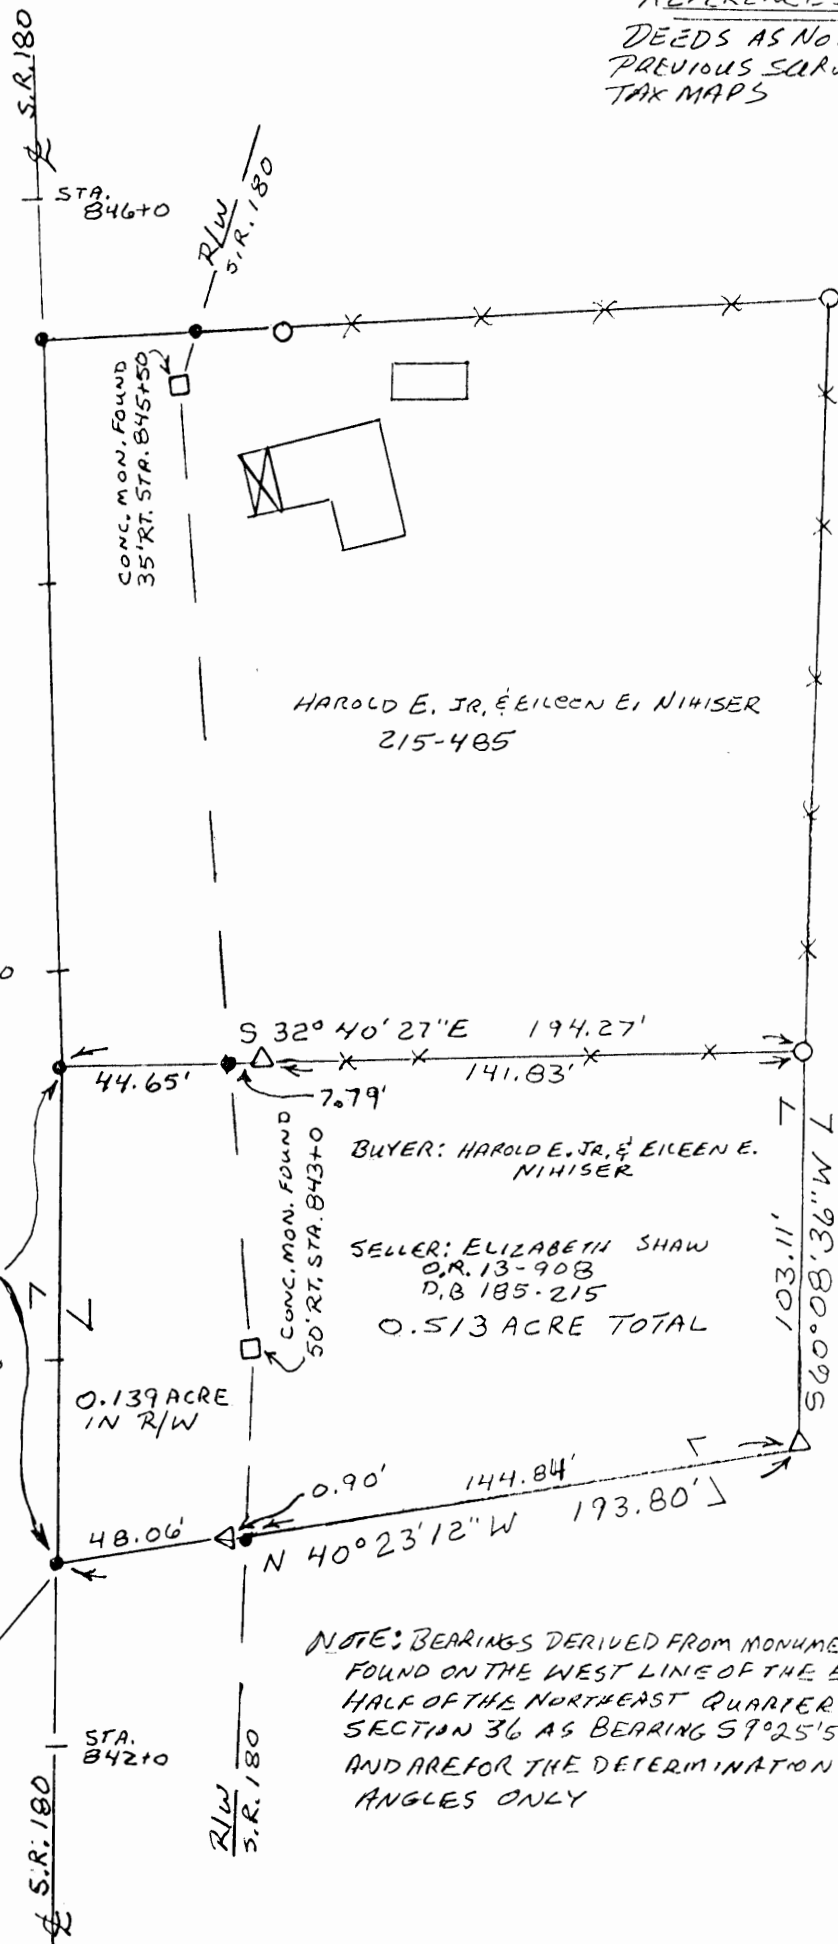 REFERENCES
DEEDS AS NO
PREVIOUS SURV
TAX MAPS
℄ S.R. 180
STA.
846+0
R/W
S.R. 180
CONC. MON. FOUND
35' RT. STA. 845+50
HAROLD E. JR. & EILEEN E. NIHISER
215-485
0
S 32° 40' 27" E 194.27'
44.65'
7.79'
141.83'
CONC. MON. FOUND
50' RT. STA. 843+0
BUYER: HAROLD E. JR. & EILEEN E.
NIHISER
SELLER: ELIZABETH SHAW
O.R. 13-908
D.B 185-215
0.513 ACRE TOTAL
103.11'
S 60° 08' 36" W
0.139 ACRE
IN R/W
0.90'
144.84'
48.06'
N 40° 23' 12" W 193.80'
NOTE: BEARINGS DERIVED FROM MONUME
FOUND ON THE WEST LINE OF THE E
HALF OF THE NORTHEAST QUARTER
SECTION 36 AS BEARING S 9° 25' 5
AND ARE FOR THE DETERMINATION
ANGLES ONLY
STA.
842+0
R/W
S.R. 180
℄ S.R. 180